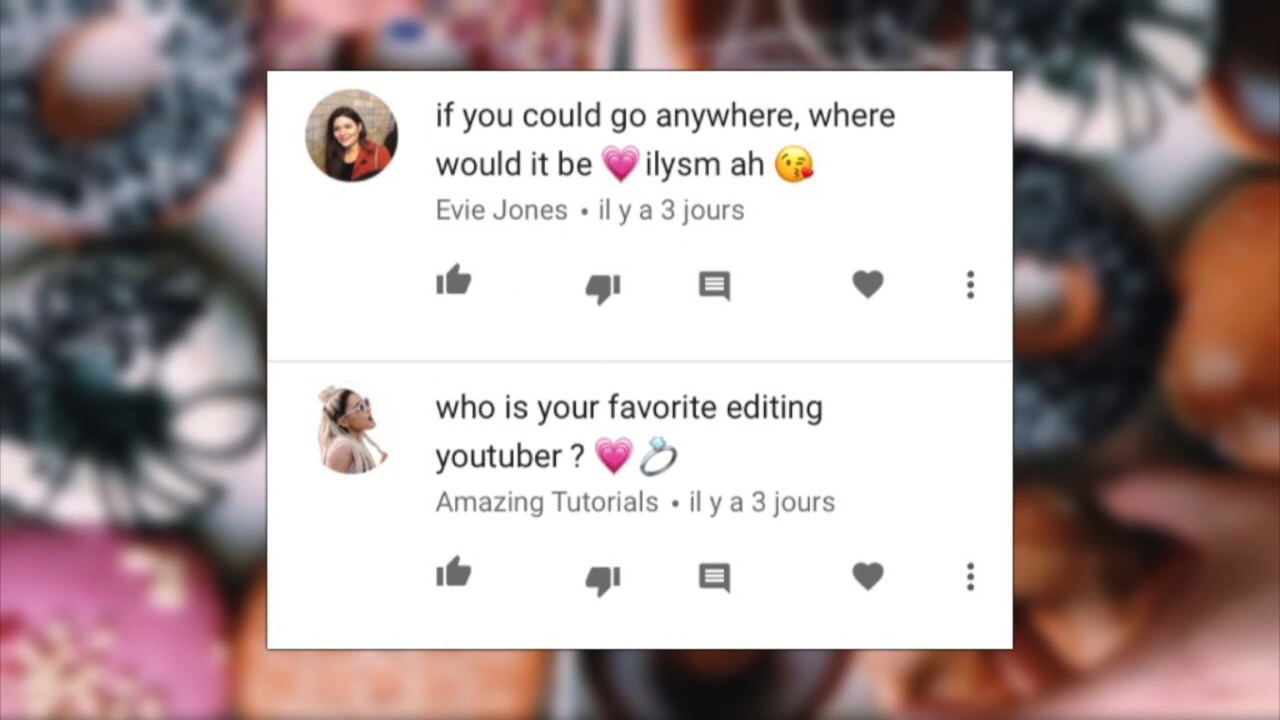 if you could go anywhere, where
would it be 💗 ilysm ah 😘
Evie Jones • il y a 3 jours
who is your favorite editing
youtuber ? 💗💍
Amazing Tutorials • il y a 3 jours